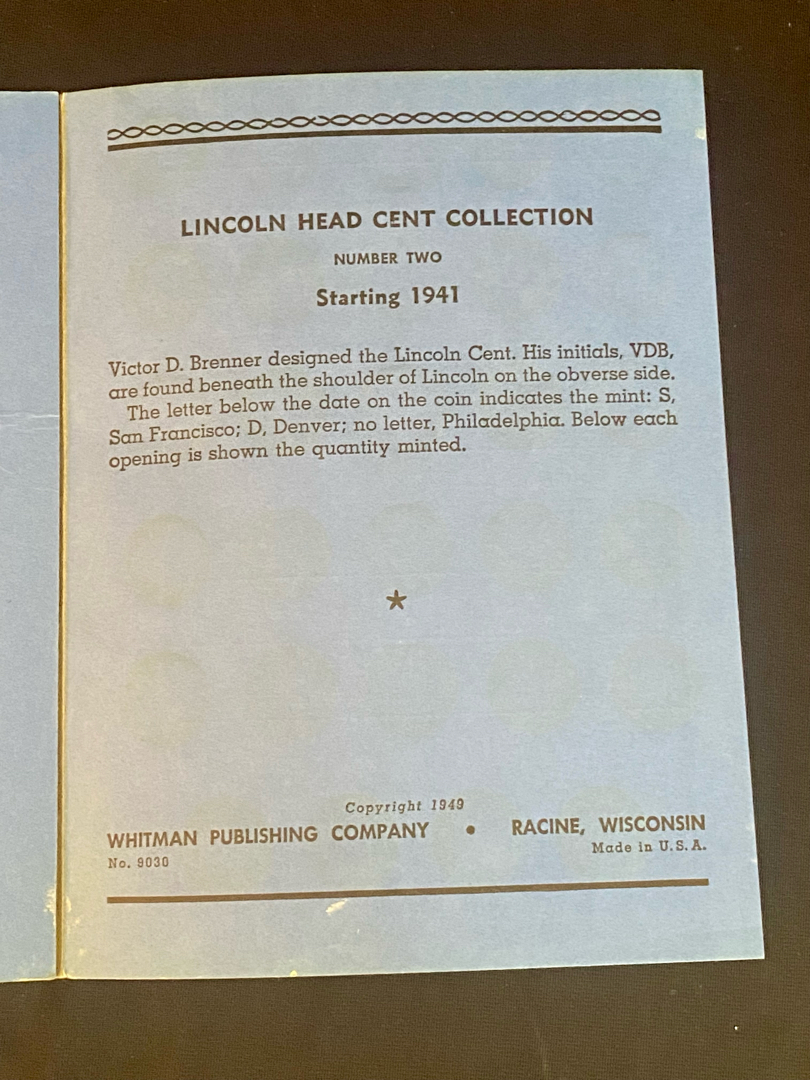 LINCOLN HEAD CENT COLLECTION
NUMBER TWO
Starting 1941
Victor D. Brenner designed the Lincoln Cent. His initials, VDB,
are found beneath the shoulder of Lincoln on the obverse side.
The letter below the date on the coin indicates the mint: S,
San Francisco; D, Denver; no letter, Philadelphia. Below each
opening is shown the quantity minted.
Copyright 1949
WHITMAN PUBLISHING COMPANY • RACINE, WISCONSIN
No. 9030 Made in U.S.A.